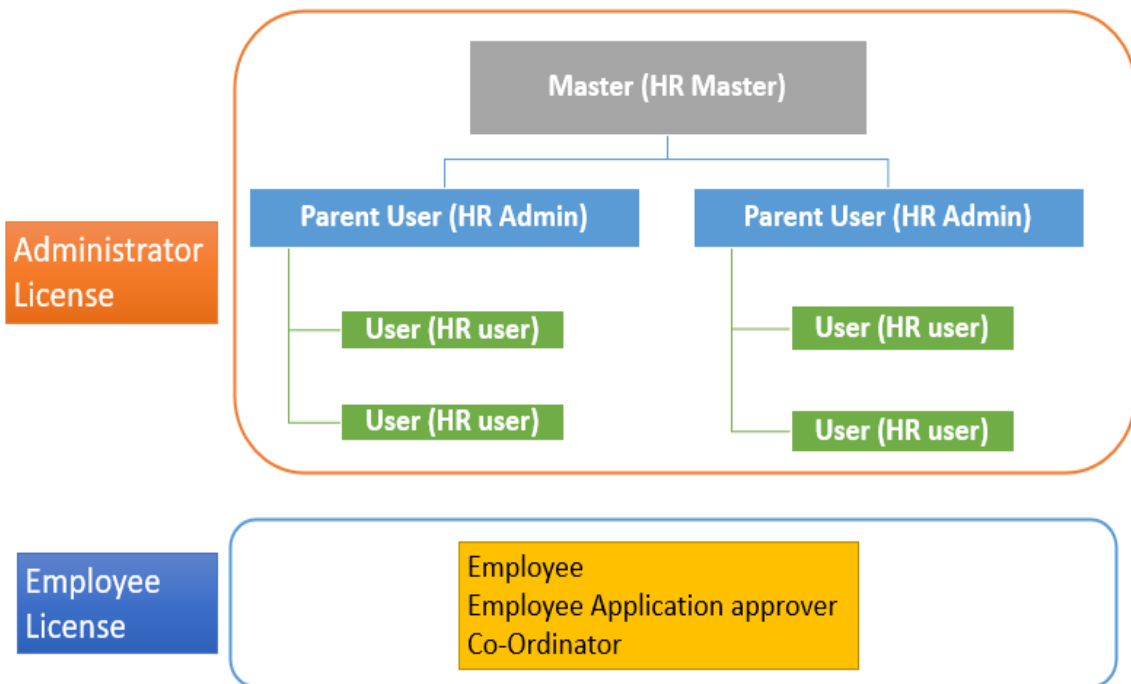 Master (HR Master)
Parent User (HR Admin)
Parent User (HR Admin)
Administrator
License
User (HR user)
User (HR user)
User (HR user)
User (HR user)
Employee
License
Employee
Employee Application approver
Co-Ordinator